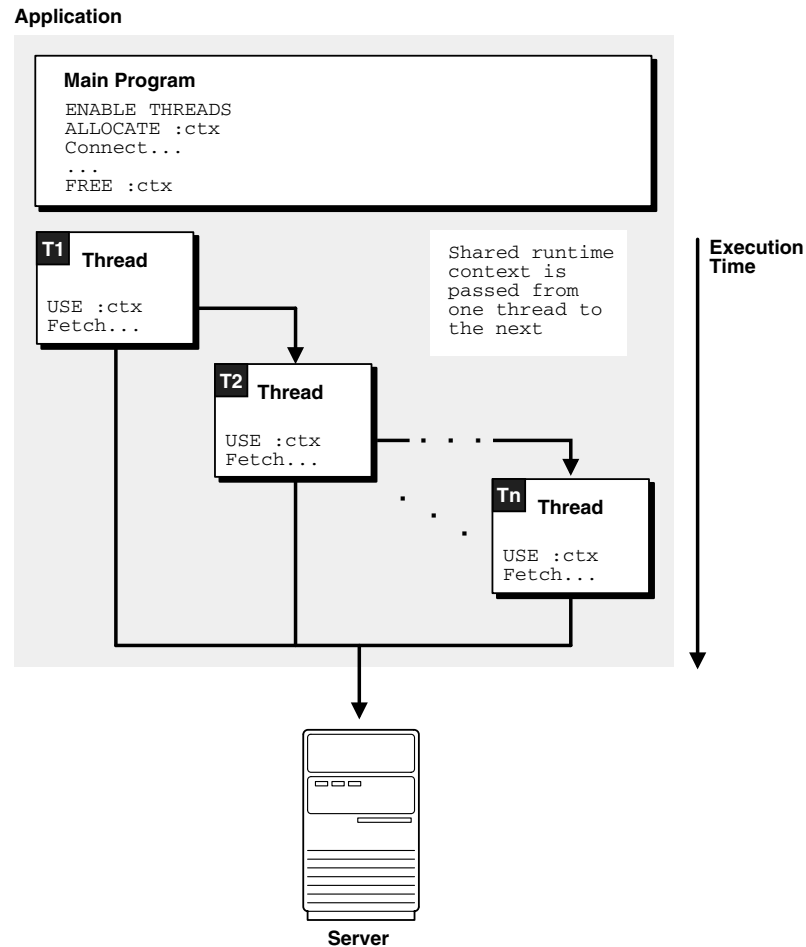 Application
Main Program
ENABLE THREADS
ALLOCATE :ctx
Connect...
...
FREE :ctx
T1
Thread
USE :ctx
Fetch...
Shared runtime
context is
passed from
one thread to
the next
Execution
Time
T2
Thread
USE :ctx
Fetch...
Tn
Thread
USE :ctx
Fetch...
Server